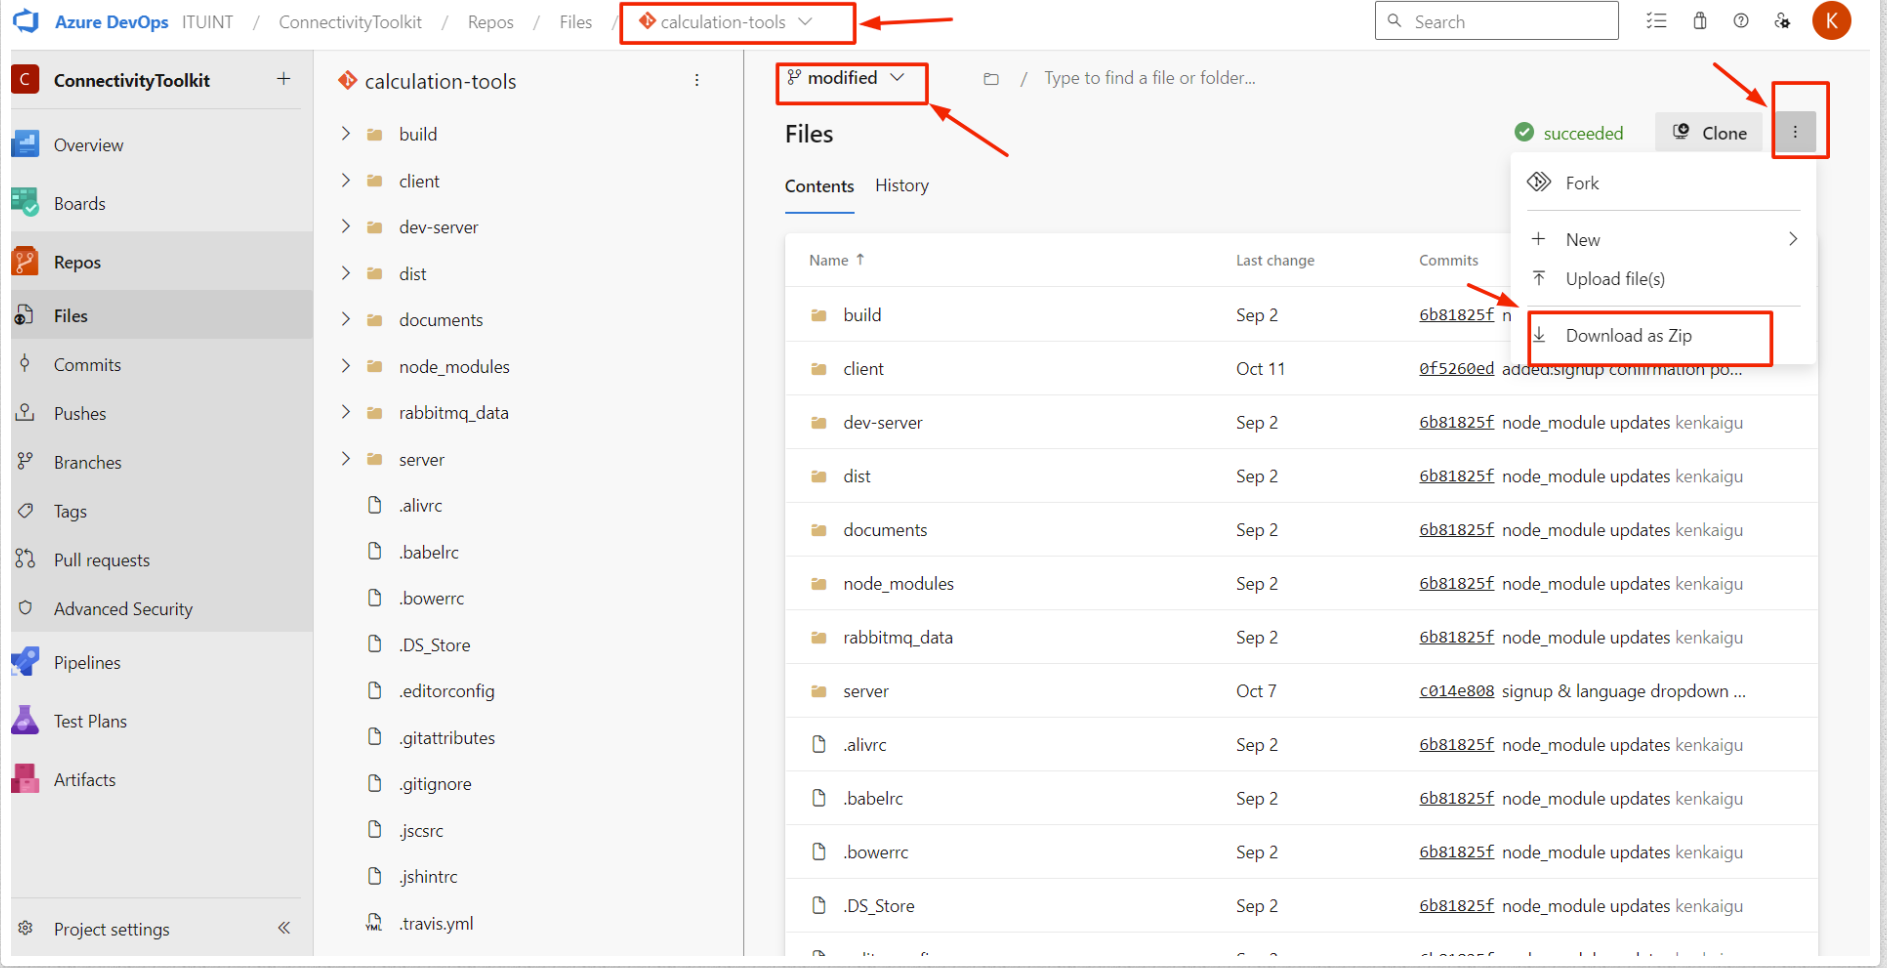 Azure DevOps ITUINT / ConnectivityToolkit / Repos / Files / calculation-tools
Search
K
C ConnectivityToolkit +
Overview
Boards
Repos
Files
Commits
Pushes
Branches
Tags
Pull requests
Advanced Security
Pipelines
Test Plans
Artifacts
Project settings
calculation-tools
build
client
dev-server
dist
documents
node_modules
rabbitmq_data
server
.alivrc
.babelrc
.bowerrc
.DS_Store
.editorconfig
.gitattributes
.gitignore
.jscsrc
.jshintrc
YML .travis.yml
modified
/ Type to find a file or folder...
Files
succeeded
Clone
Contents History
Fork
New
Upload file(s)
Download as Zip
Name ↑ Last change Commits
build Sep 2 6b81825f n
client Oct 11 0f5260ed added:signup confirmation po...
dev-server Sep 2 6b81825f node_module updates kenkaigu
dist Sep 2 6b81825f node_module updates kenkaigu
documents Sep 2 6b81825f node_module updates kenkaigu
node_modules Sep 2 6b81825f node_module updates kenkaigu
rabbitmq_data Sep 2 6b81825f node_module updates kenkaigu
server Oct 7 c014e808 signup & language dropdown ...
.alivrc Sep 2 6b81825f node_module updates kenkaigu
.babelrc Sep 2 6b81825f node_module updates kenkaigu
.bowerrc Sep 2 6b81825f node_module updates kenkaigu
.DS_Store Sep 2 6b81825f node_module updates kenkaigu